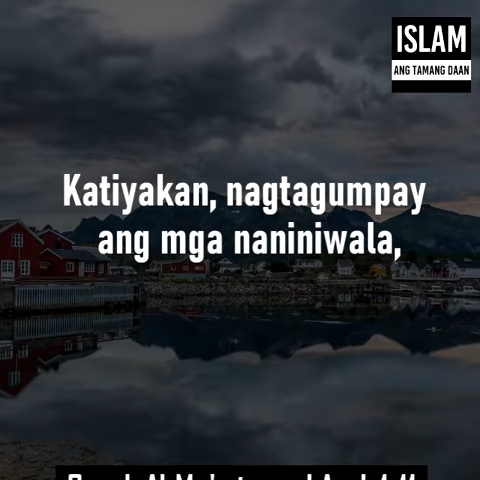 ISLAM
ANG TAMANG DAAN
Katiyakan, nagtagumpay
ang mga naniniwala,